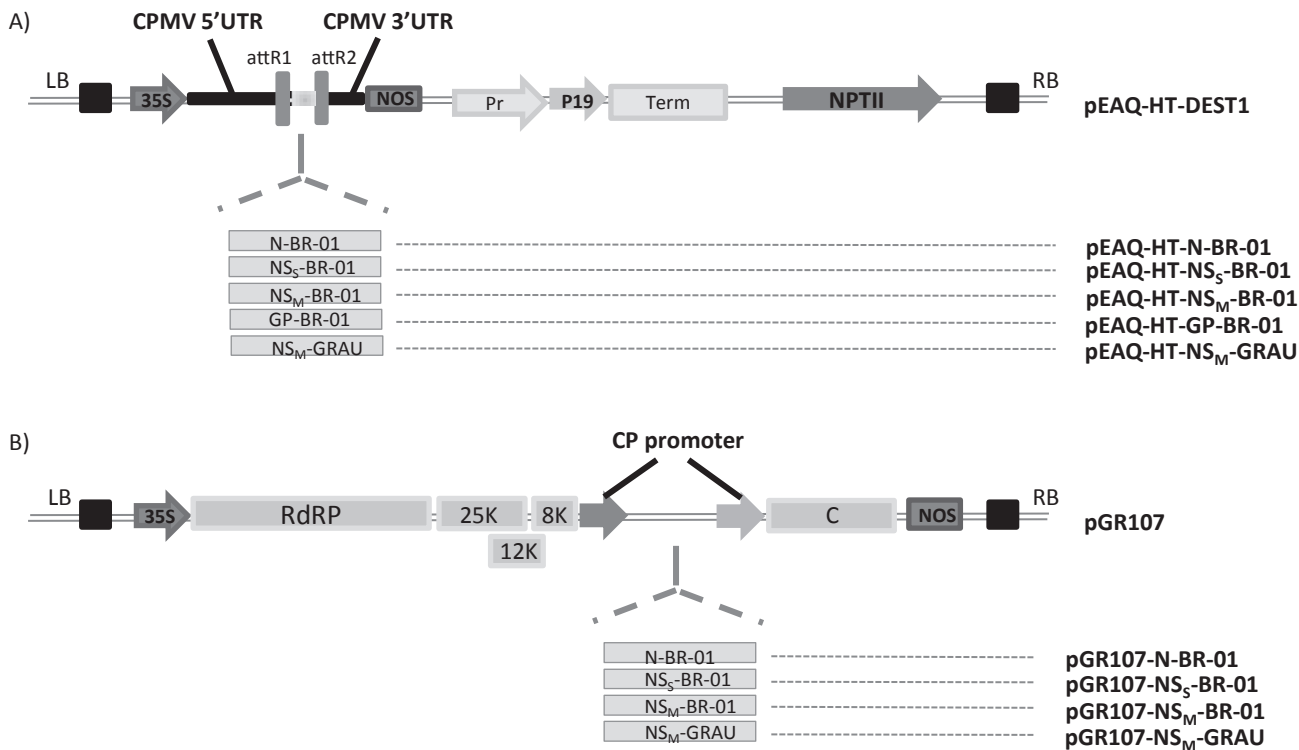 A)
CPMV 5’UTR CPMV 3’UTR
attR1 attR2
LB 35S NOS Pr P19 Term NPTII RB pEAQ-HT-DEST1
N-BR-01 pEAQ-HT-N-BR-01
NSS-BR-01 pEAQ-HT-NSS-BR-01
NSM-BR-01 pEAQ-HT-NSM-BR-01
GP-BR-01 pEAQ-HT-GP-BR-01
NSM-GRAU pEAQ-HT-NSM-GRAU
B)
CP promoter
LB 35S RdRP 25K 8K C NOS RB pGR107
12K
N-BR-01 pGR107-N-BR-01
NSS-BR-01 pGR107-NSS-BR-01
NSM-BR-01 pGR107-NSM-BR-01
NSM-GRAU pGR107-NSM-GRAU